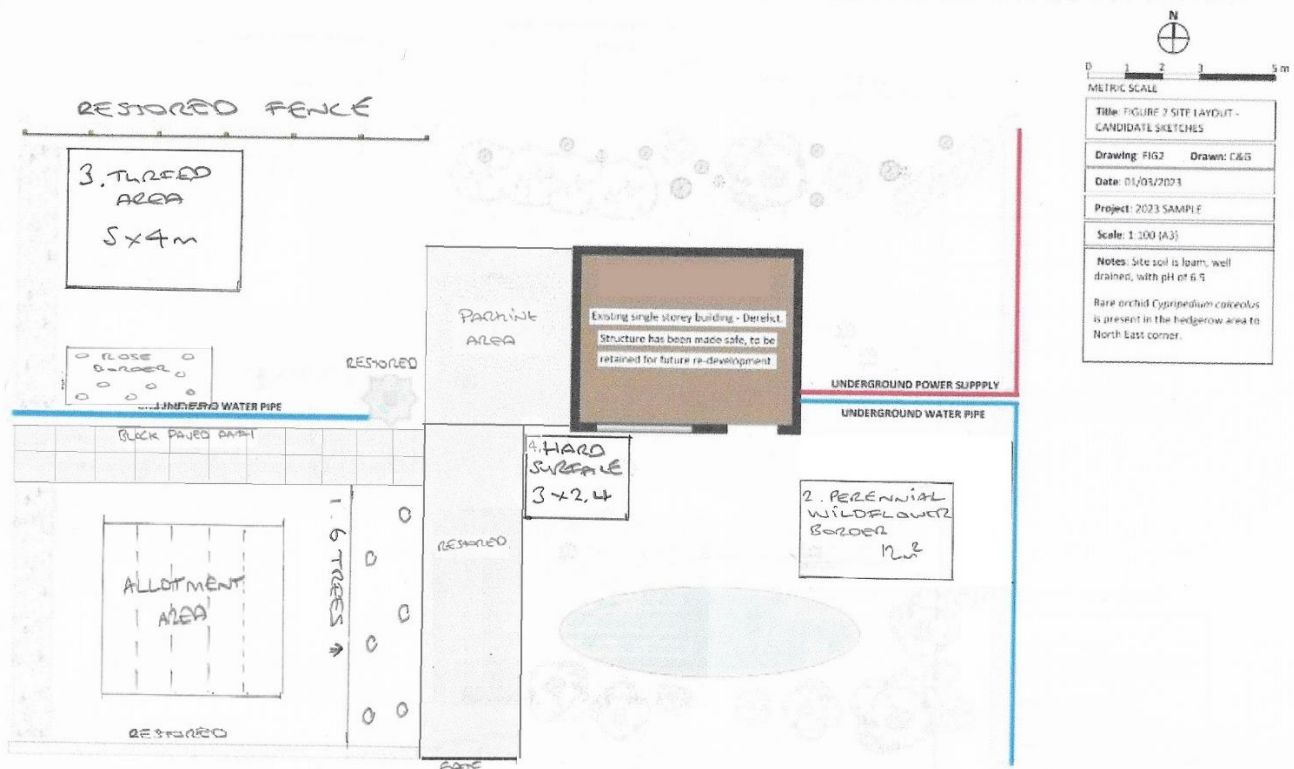 RESTORED FENCE
3. TURFED
AREA
5x4m
ROSE
BORDER
RESTORED
WATER PIPE
BLOCK PAVED PATH
PARKING
AREA
Existing single storey building - Derelict.
Structure has been made safe, to be
retained for future re-development
UNDERGROUND POWER SUPPPLY
UNDERGROUND WATER PIPE
4. HARD
SURFACE
3 x 2.4
2. PERENNIAL
WILDFLOWER
BORDER
12m²
1. 6 TREES
RESTORED
ALLOTMENT
AREA
RESTORED
GATE
N
0 1 2 3 5 m
METRIC SCALE
Title: FIGURE 2 SITE LAYOUT -
CANDIDATE SKETCHES
Drawing: FIG2 Drawn: C&G
Date: 01/03/2023
Project: 2023 SAMPLE
Scale: 1:100 (A3)
Notes: Site soil is loam, well
drained, with pH of 6.5
Rare orchid Cypripedium calceolus
is present in the hedgerow area to
North East corner.